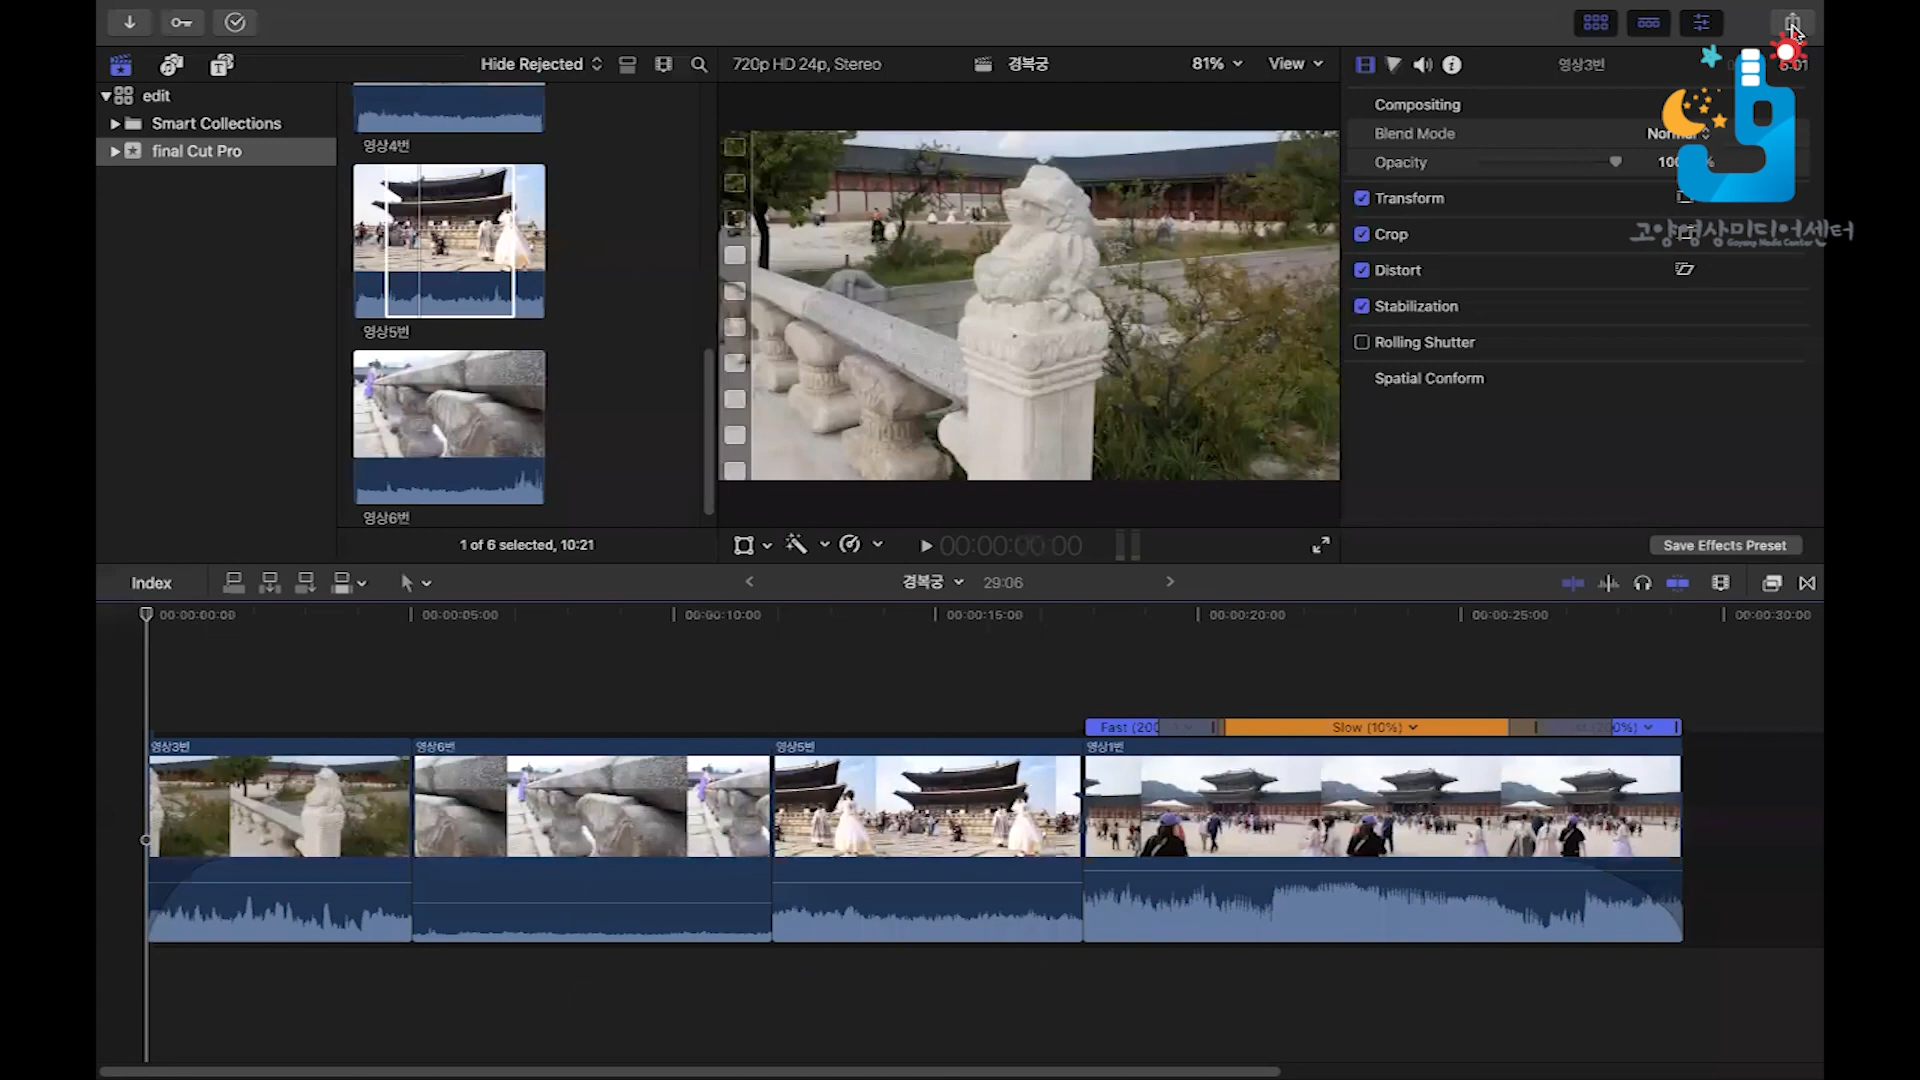 Hide Rejected
720p HD 24p, Stereo
경복궁
81%
View
영상3번
edit
Smart Collections
final Cut Pro
영상4번
영상5번
영상6번
1 of 6 selected, 10:21
00:00:00:00
Compositing
Blend Mode
Opacity
Transform
Crop
Distort
Stabilization
Rolling Shutter
Spatial Conform
Save Effects Preset
고양영상미디어센터
Goyang Media Center
Index
경복궁
29:06
00:00:00:00
00:00:05:00
00:00:10:00
00:00:15:00
00:00:20:00
00:00:25:00
00:00:30:00
Fast (200
Slow (10%)
영상3번
영상6번
영상5번
영상1번